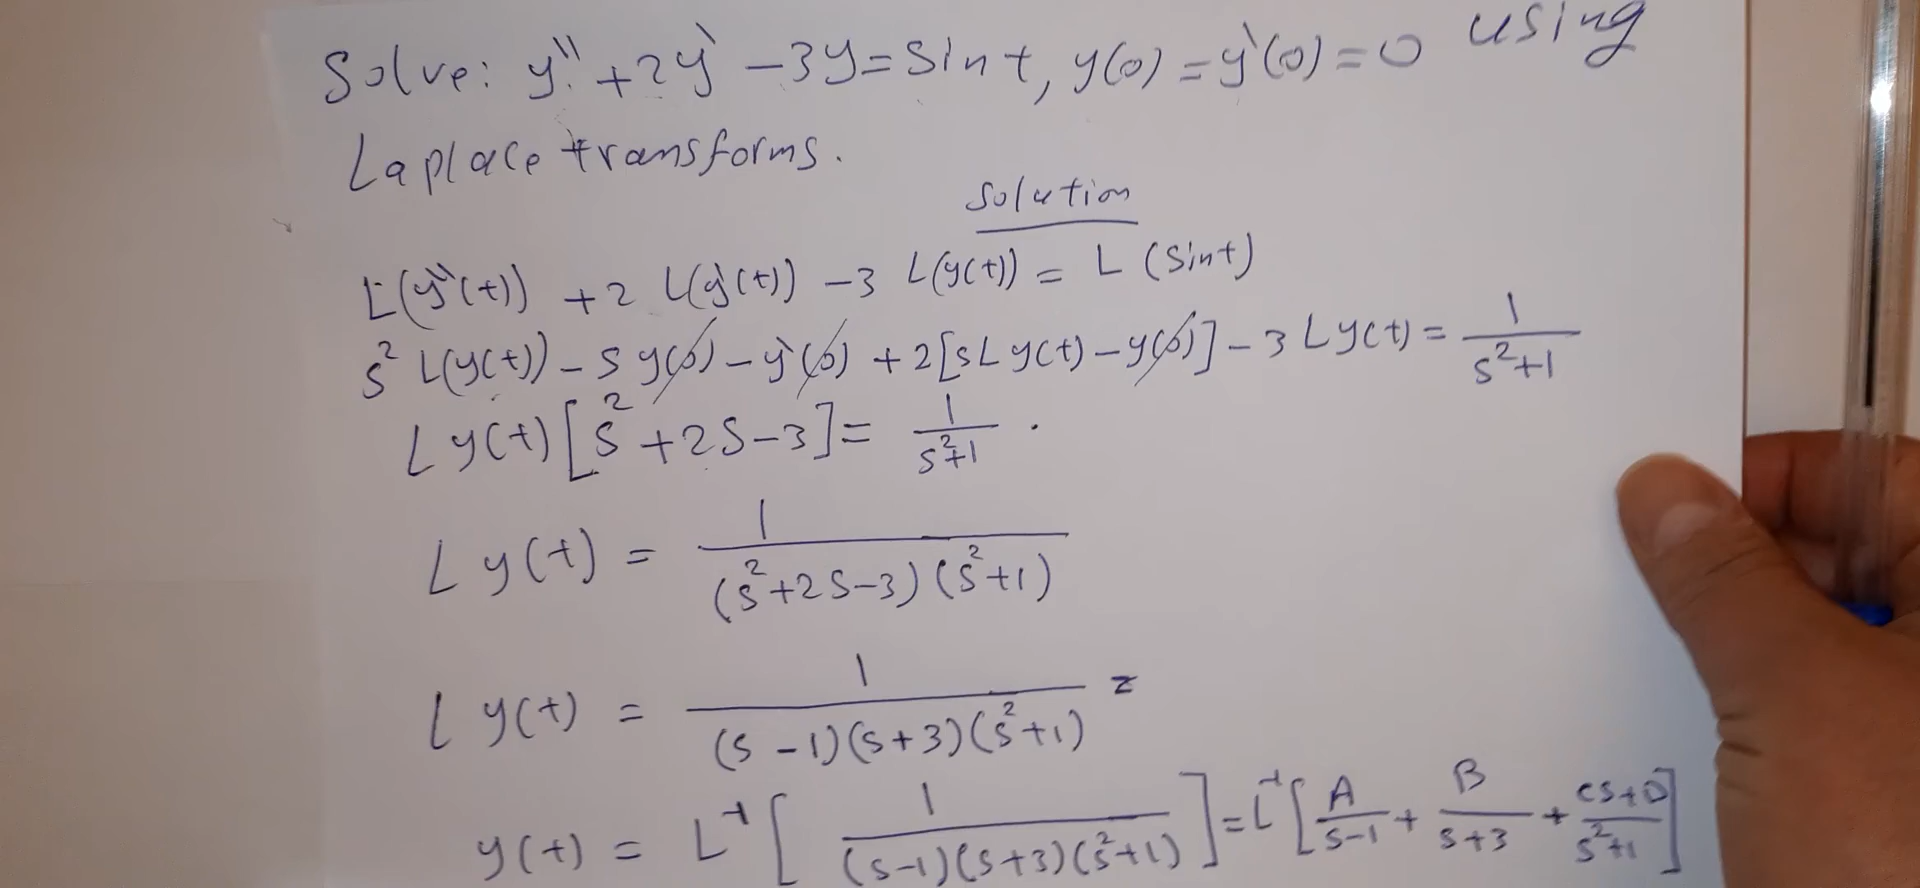 Solve: y'' + 2y' - 3y = sin t, y(0) = y'(0) = 0 using
Laplace transforms.
Solution
L(y''(t)) + 2 L(y'(t)) - 3 L(y(t)) = L (sin t)
s² L(y(t)) - s y(0) - y'(0) + 2[s L y(t) - y(0)] - 3 L y(t) = 1/(s²+1)
L y(t) [s² + 2s - 3] = 1/(s²+1) .
L y(t) = 1/((s²+2s-3)(s²+1))
L y(t) = 1/((s-1)(s+3)(s²+1)) =
y(t) = L⁻¹ [1/((s-1)(s+3)(s²+1))] = L⁻¹ [A/(s-1) + B/(s+3) + (cs+D)/(s²+1)]